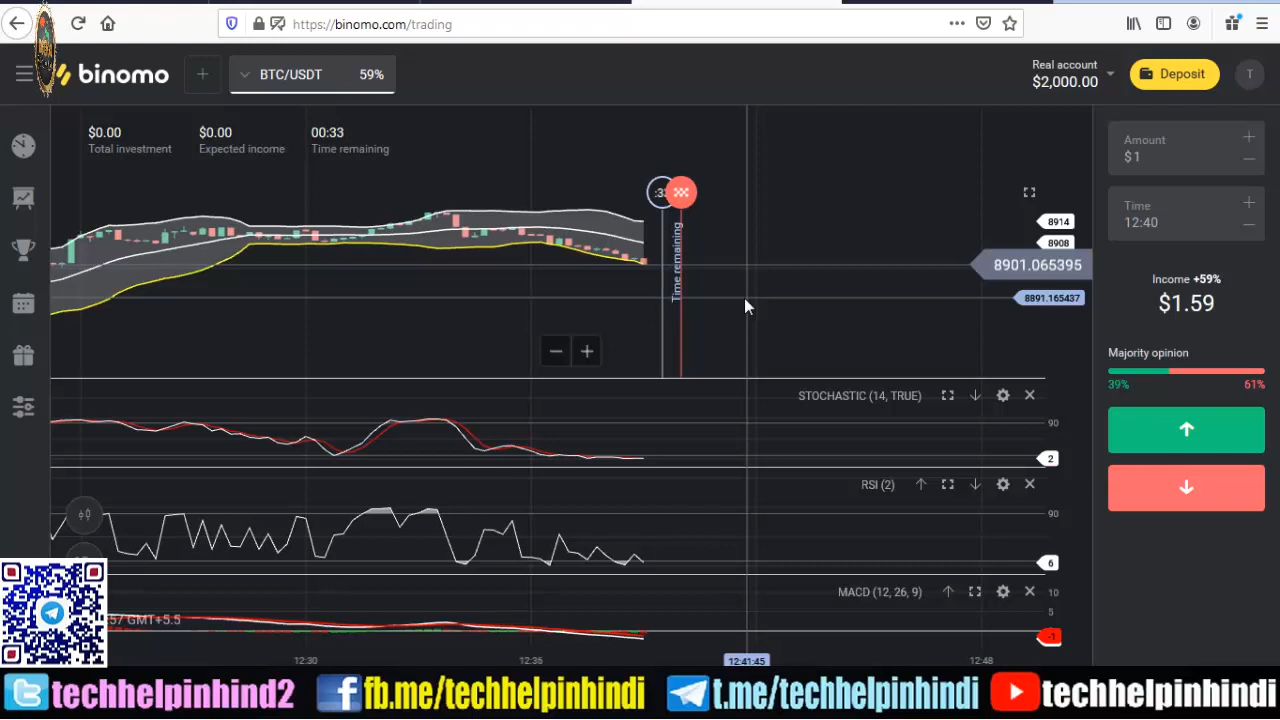 https://binomo.com/trading
binomo
+
BTC/USDT 59%
Real account
$2,000.00
Deposit
T
$0.00
Total investment
$0.00
Expected income
00:33
Time remaining
Time remaining
8914
8908
8901.065395
8891.165437
Amount
$1
Time
12:40
Income +59%
$1.59
Majority opinion
39% 61%
STOCHASTIC (14, TRUE)
90
2
RSI (2)
90
6
MACD (12, 26, 9)
10
5
-1
GMT+5.5
12:30 12:35 12:41:45 12:48
techhelpinhind2 fb.me/techhelpinhindi t.me/techhelpinhindi techhelpinhindi